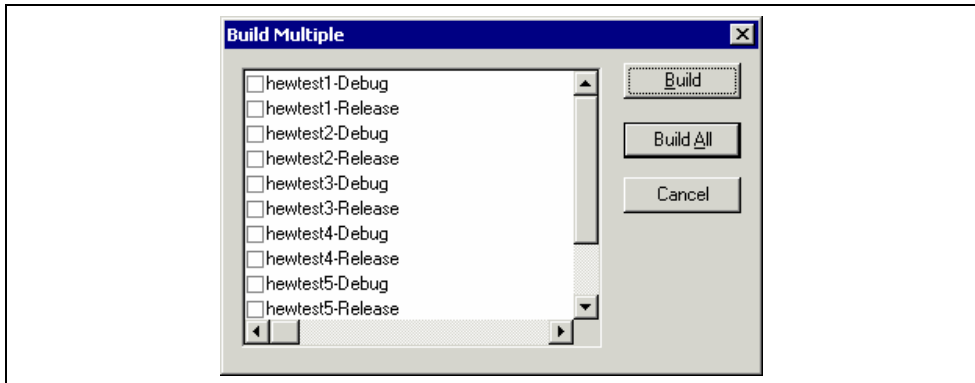 Build Multiple
hewtest1-Debug
hewtest1-Release
hewtest2-Debug
hewtest2-Release
hewtest3-Debug
hewtest3-Release
hewtest4-Debug
hewtest4-Release
hewtest5-Debug
hewtest5-Release
Build
Build All
Cancel